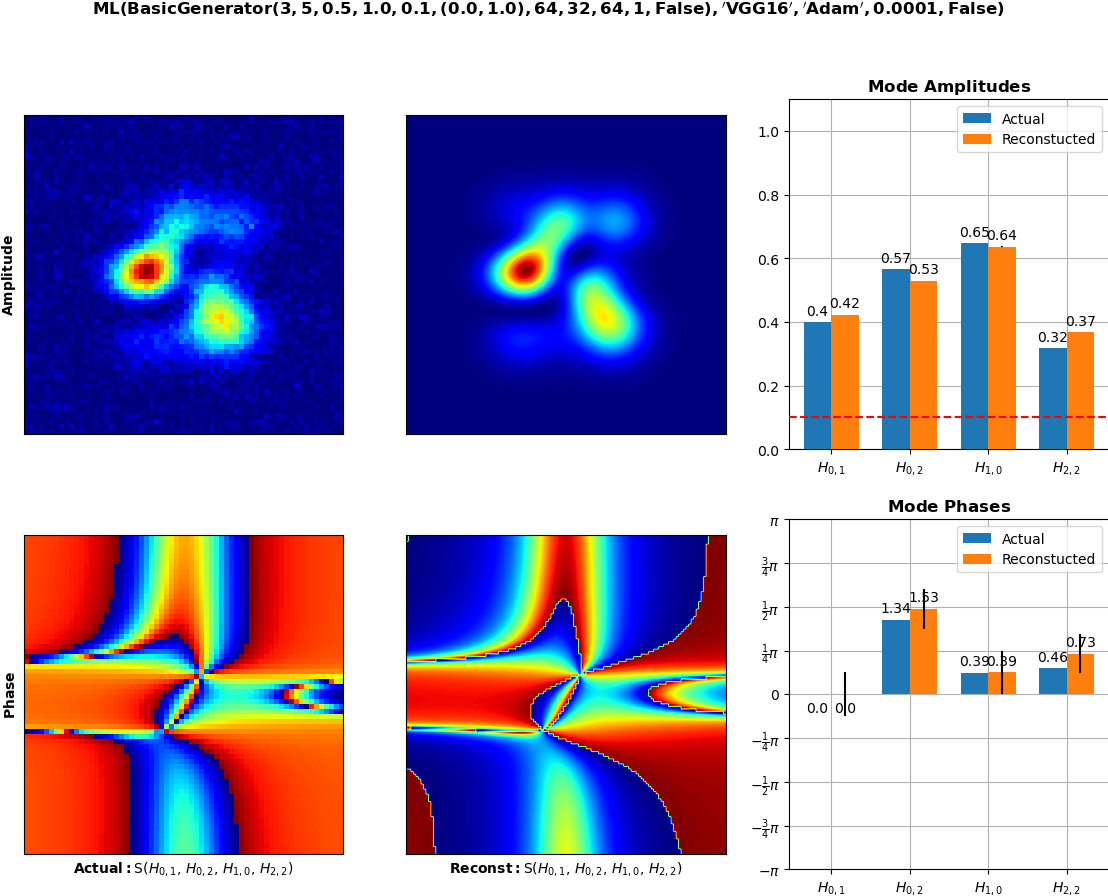 ML(BasicGenerator(3, 5, 0.5, 1.0, 0.1, (0.0, 1.0), 64, 32, 64, 1, False), ′VGG16′, ′Adam′, 0.0001, False)
Amplitude
Mode Amplitudes
Actual
Reconstucted
1.0
0.8
0.6
0.4
0.2
0.0
0.4
0.42
0.57
0.53
0.65
0.64
0.32
0.37
H0,1
H0,2
H1,0
H2,2
Phase
Actual: S(H0,1, H0,2, H1,0, H2,2)
Reconst: S(H0,1, H0,2, H1,0, H2,2)
Mode Phases
Actual
Reconstucted
π
3/4π
1/2π
1/4π
0
−1/4π
−1/2π
−3/4π
−π
0.0
0.0
1.34
1.53
0.39
0.39
0.46
0.73
H0,1
H0,2
H1,0
H2,2